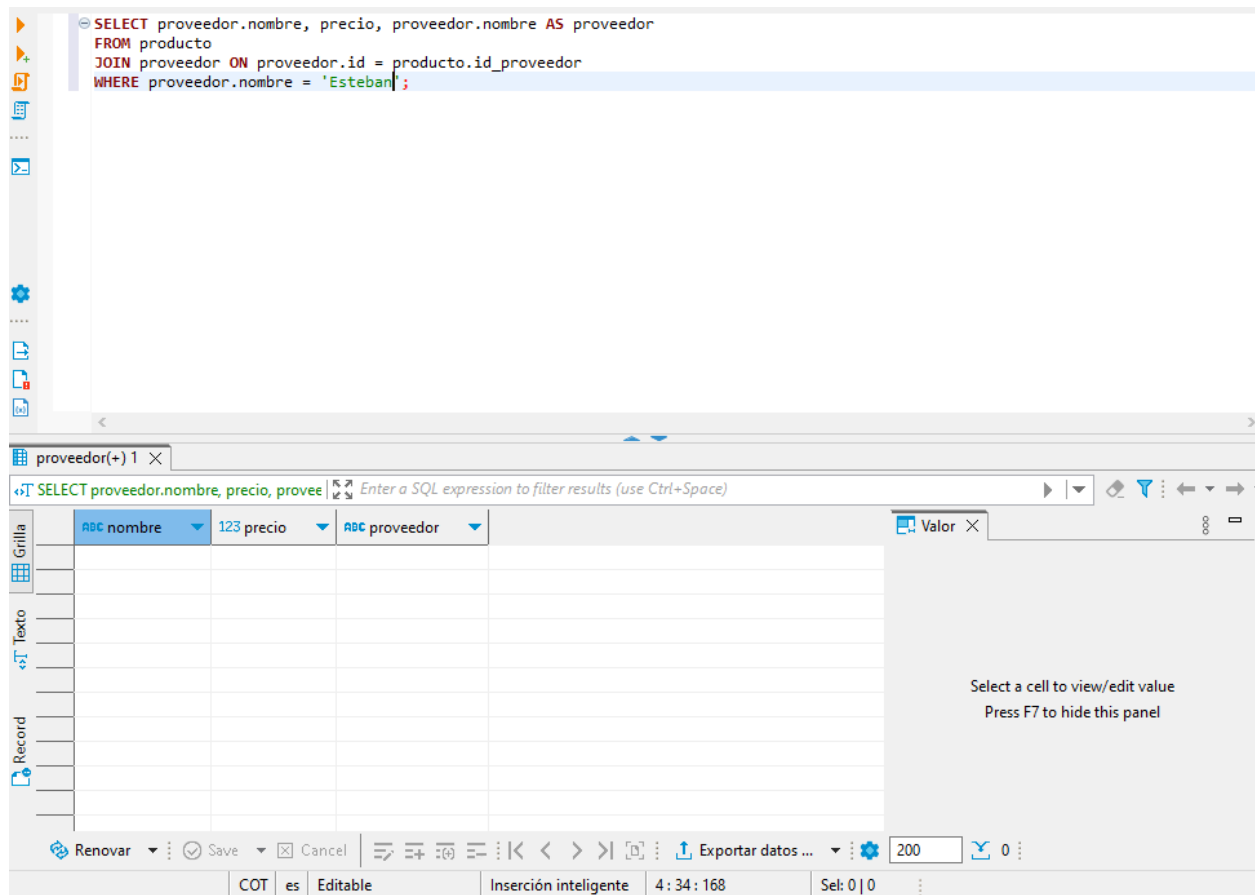 SELECT proveedor.nombre, precio, proveedor.nombre AS proveedor
FROM producto
JOIN proveedor ON proveedor.id = producto.id_proveedor
WHERE proveedor.nombre = 'Esteban';
proveedor(+) 1
SELECT proveedor.nombre, precio, provee
Enter a SQL expression to filter results (use Ctrl+Space)
Grilla
Texto
Record
ABC nombre
123 precio
ABC proveedor
Valor
Select a cell to view/edit value
Press F7 to hide this panel
Renovar
Save
Cancel
Exportar datos ...
200
0
COT
es
Editable
Inserción inteligente
4 : 34 : 168
Sel: 0 | 0